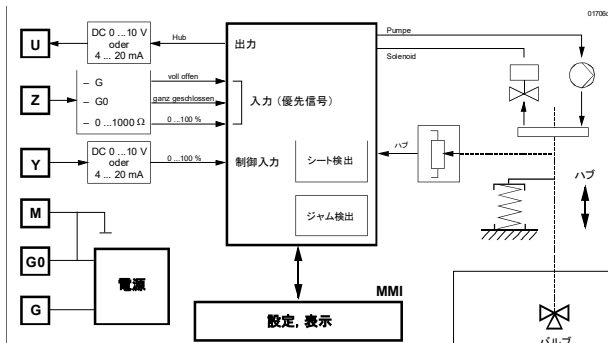 01706
U
DC 0 ... 10 V
oder
4 ... 20 mA
Hub
出力
Pumpe
Solenoid
Z
– G
– G0
– 0 ...1000 Ω
voll offen
ganz geschlossen
0 ...100 %
入力 (優先信号)
Y
DC 0 ... 10 V
oder
4 ... 20 mA
0 ...100 %
制御入力
シート検出
ジャム検出
ハブ
ハブ
M
G0
G
電源
MMI
設定, 表示
バルブ